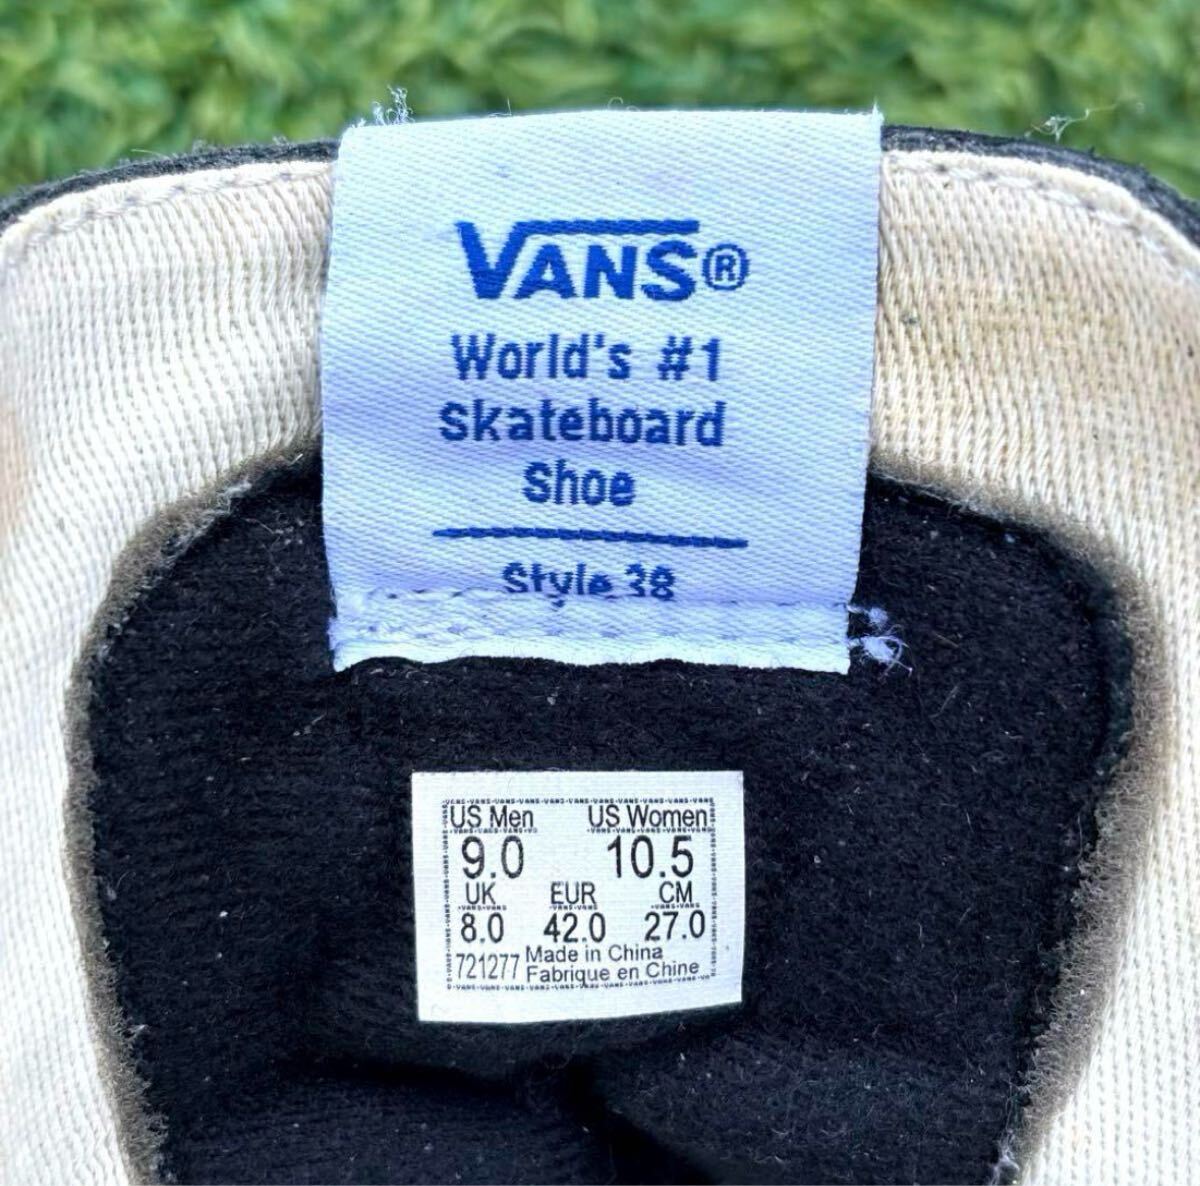 VANS®
World's #1
Skateboard
Shoe
Style 38
US Men US Women
9.0 10.5
UK EUR CM
8.0 42.0 27.0
721277 Made in China
Fabrique en Chine